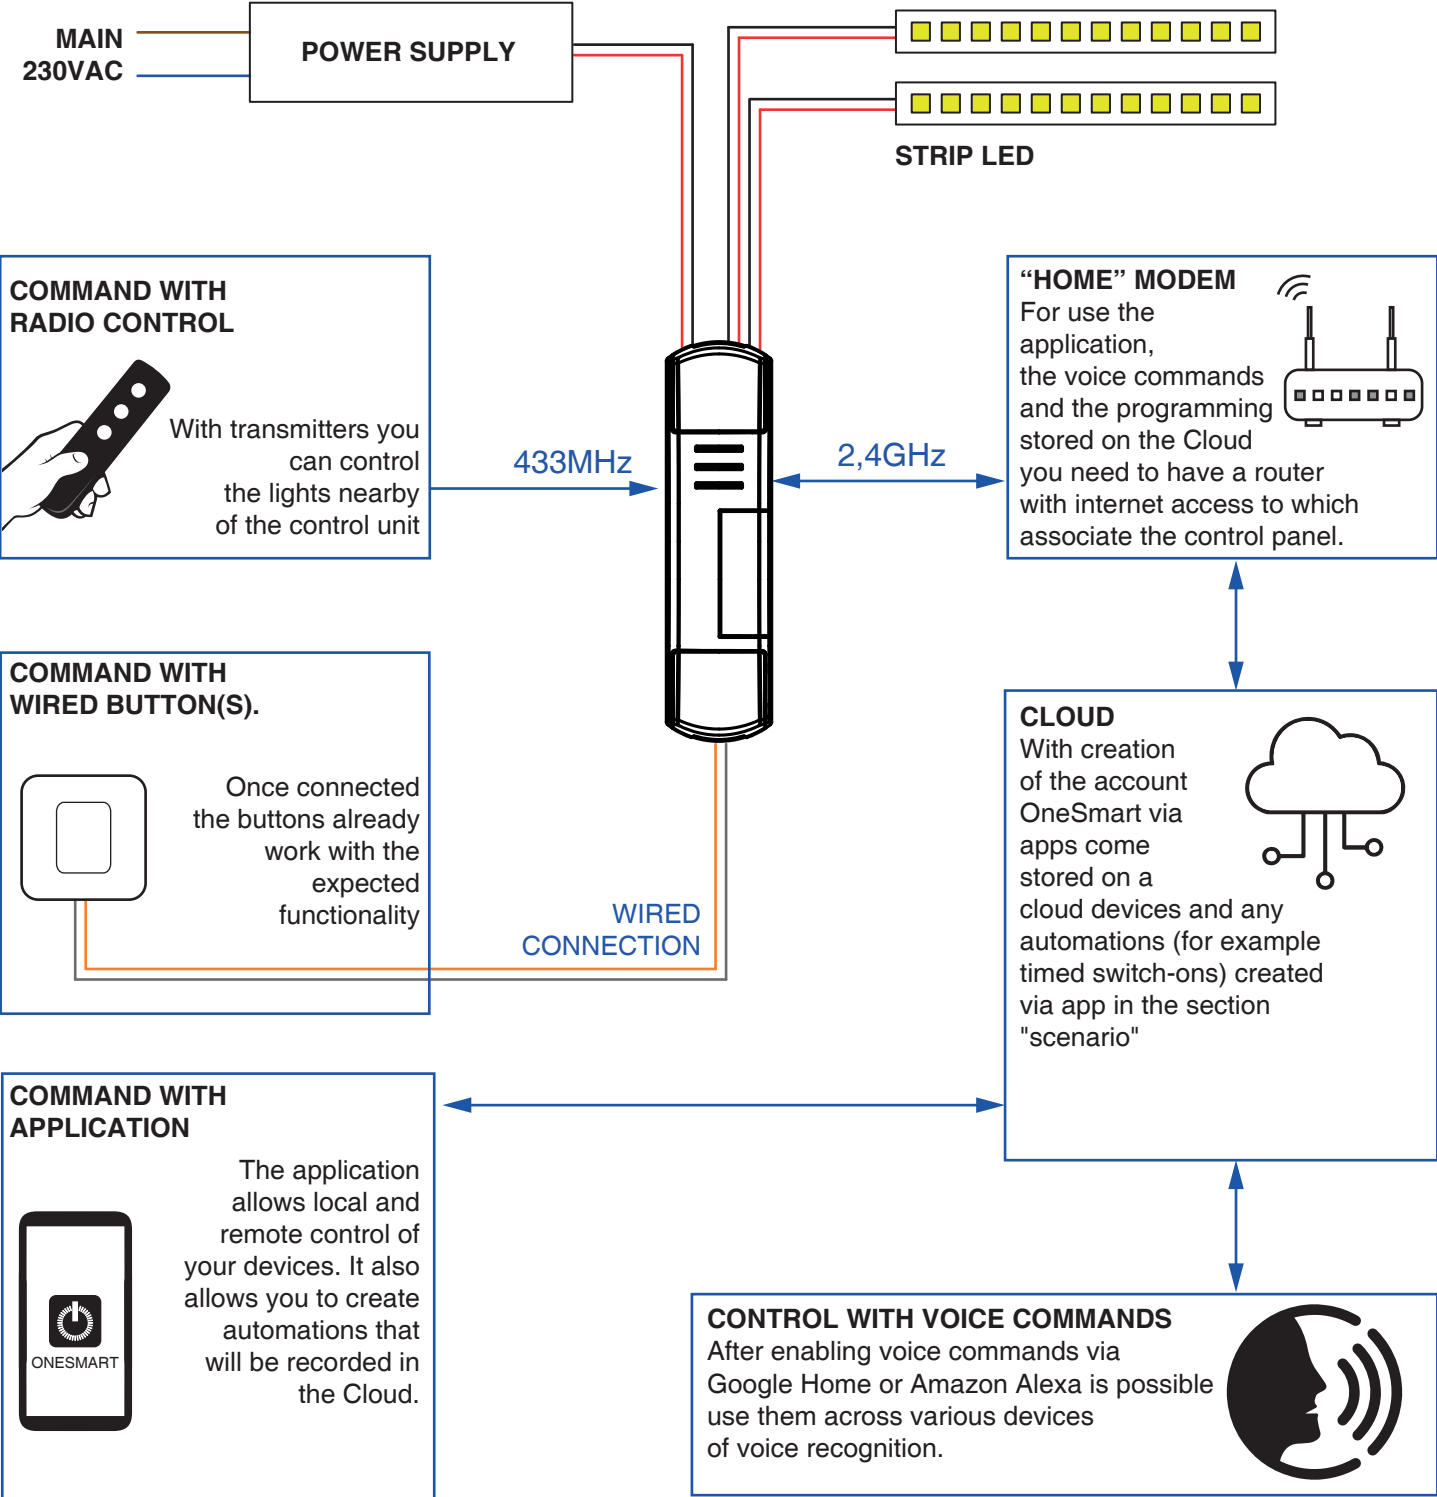 MAIN
230VAC
POWER SUPPLY
STRIP LED
COMMAND WITH
RADIO CONTROL
With transmitters you
can control
the lights nearby
of the control unit
433MHz
2,4GHz
“HOME” MODEM
For use the
application,
the voice commands
and the programming
stored on the Cloud
you need to have a router
with internet access to which
associate the control panel.
COMMAND WITH
WIRED BUTTON(S).
Once connected
the buttons already
work with the
expected
functionality
WIRED
CONNECTION
CLOUD
With creation
of the account
OneSmart via
apps come
stored on a
cloud devices and any
automations (for example
timed switch-ons) created
via app in the section
"scenario"
COMMAND WITH
APPLICATION
The application
allows local and
remote control of
your devices. It also
allows you to create
automations that
will be recorded in
the Cloud.
ONESMART
CONTROL WITH VOICE COMMANDS
After enabling voice commands via
Google Home or Amazon Alexa is possible
use them across various devices
of voice recognition.